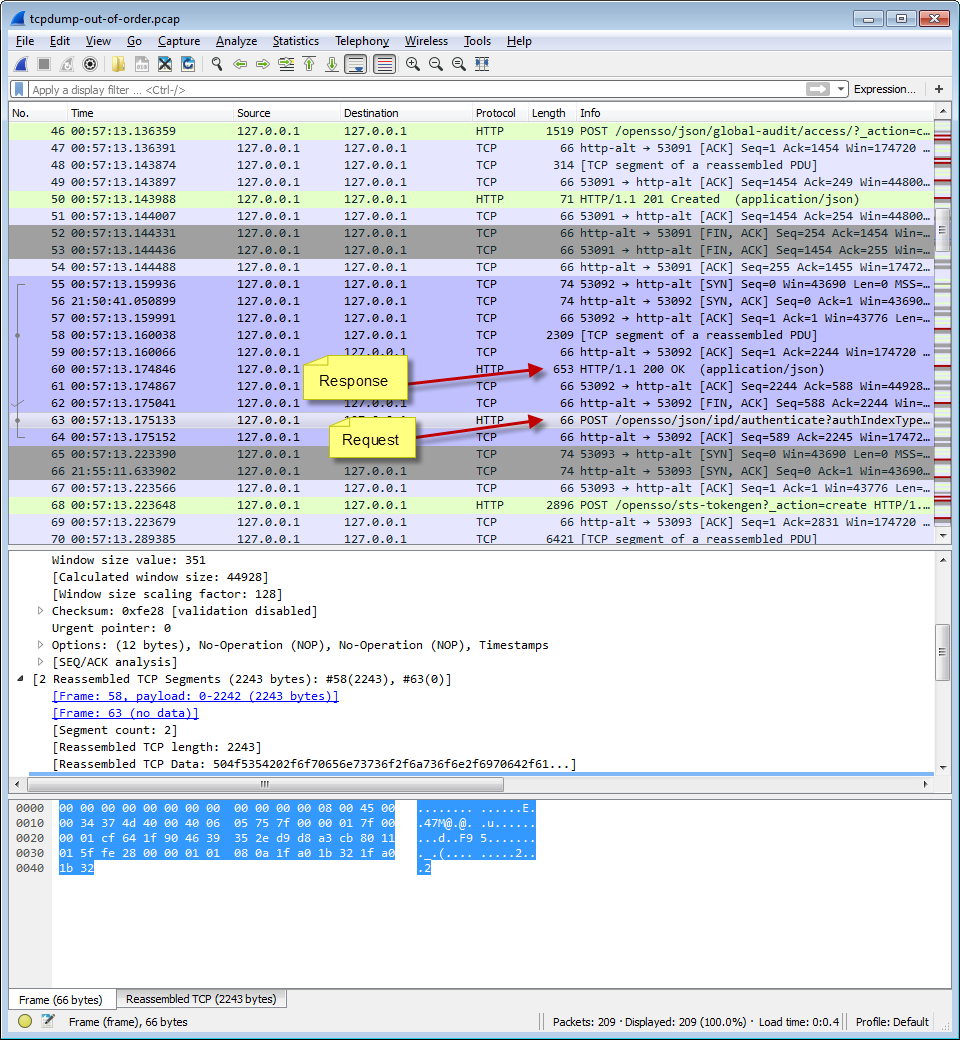 tcpdump-out-of-order.pcap
File Edit View Go Capture Analyze Statistics Telephony Wireless Tools Help
Apply a display filter ... <Ctrl-/> Expression... +
No. Time Source Destination Protocol Length Info
46 00:57:13.136359 127.0.0.1 127.0.0.1 HTTP 1519 POST /opensso/json/global-audit/access/?_action=c…
47 00:57:13.136391 127.0.0.1 127.0.0.1 TCP 66 http-alt → 53091 [ACK] Seq=1 Ack=1454 Win=174720 …
48 00:57:13.143874 127.0.0.1 127.0.0.1 TCP 314 [TCP segment of a reassembled PDU]
49 00:57:13.143897 127.0.0.1 127.0.0.1 TCP 66 53091 → http-alt [ACK] Seq=1454 Ack=249 Win=44800…
50 00:57:13.143988 127.0.0.1 127.0.0.1 HTTP 71 HTTP/1.1 201 Created (application/json)
51 00:57:13.144007 127.0.0.1 127.0.0.1 TCP 66 53091 → http-alt [ACK] Seq=1454 Ack=254 Win=44800…
52 00:57:13.144331 127.0.0.1 127.0.0.1 TCP 66 http-alt → 53091 [FIN, ACK] Seq=254 Ack=1454 Win=…
53 00:57:13.144436 127.0.0.1 127.0.0.1 TCP 66 53091 → http-alt [FIN, ACK] Seq=1454 Ack=255 Win=…
54 00:57:13.144488 127.0.0.1 127.0.0.1 TCP 66 http-alt → 53091 [ACK] Seq=255 Ack=1455 Win=17472…
55 00:57:13.159936 127.0.0.1 127.0.0.1 TCP 74 53092 → http-alt [SYN] Seq=0 Win=43690 Len=0 MSS=…
56 21:50:41.050899 127.0.0.1 127.0.0.1 TCP 74 http-alt → 53092 [SYN, ACK] Seq=0 Ack=1 Win=43690…
57 00:57:13.159991 127.0.0.1 127.0.0.1 TCP 66 53092 → http-alt [ACK] Seq=1 Ack=1 Win=43776 Len=…
58 00:57:13.160038 127.0.0.1 127.0.0.1 TCP 2309 [TCP segment of a reassembled PDU]
59 00:57:13.160066 127.0.0.1 127.0.0.1 TCP 66 http-alt → 53092 [ACK] Seq=1 Ack=2244 Win=174720 …
60 00:57:13.174846 127.0.0.1 HTTP 653 HTTP/1.1 200 OK (application/json)
Response
61 00:57:13.174867 127.0.0.1 TCP 66 53092 → http-alt [ACK] Seq=2244 Ack=588 Win=44928…
62 00:57:13.175041 127.0.0.1 127.0.0.1 TCP 66 http-alt → 53092 [FIN, ACK] Seq=588 Ack=2244 Win=…
63 00:57:13.175133 127.0.0.1 HTTP 66 POST /opensso/json/ipd/authenticate?authIndexType…
Request
64 00:57:13.175152 127.0.0.1 TCP 66 http-alt → 53092 [ACK] Seq=589 Ack=2245 Win=17472…
65 00:57:13.223390 127.0.0.1 TCP 74 53093 → http-alt [SYN] Seq=0 Win=43690 Len=0 MSS=…
66 21:55:11.633902 127.0.0.1 127.0.0.1 TCP 74 http-alt → 53093 [SYN, ACK] Seq=0 Ack=1 Win=43690…
67 00:57:13.223566 127.0.0.1 127.0.0.1 TCP 66 53093 → http-alt [ACK] Seq=1 Ack=1 Win=43776 Len=…
68 00:57:13.223648 127.0.0.1 127.0.0.1 HTTP 2896 POST /opensso/sts-tokengen?_action=create HTTP/1.…
69 00:57:13.223679 127.0.0.1 127.0.0.1 TCP 66 http-alt → 53093 [ACK] Seq=1 Ack=2831 Win=174720 …
70 00:57:13.289385 127.0.0.1 127.0.0.1 TCP 6421 [TCP segment of a reassembled PDU]
Window size value: 351
[Calculated window size: 44928]
[Window size scaling factor: 128]
Checksum: 0xfe28 [validation disabled]
Urgent pointer: 0
Options: (12 bytes), No-Operation (NOP), No-Operation (NOP), Timestamps
[SEQ/ACK analysis]
[2 Reassembled TCP Segments (2243 bytes): #58(2243), #63(0)]
[Frame: 58, payload: 0-2242 (2243 bytes)]
[Frame: 63 (no data)]
[Segment count: 2]
[Reassembled TCP length: 2243]
[Reassembled TCP Data: 504f5354202f6f70656e73736f2f6a736f6e2f6970642f61...]
0000 00 00 00 00 00 00 00 00 00 00 00 00 08 00 45 00 ........ ......E.
0010 00 34 37 4d 40 00 40 06 05 75 7f 00 00 01 7f 00 .47M@.@. .u......
0020 00 01 cf 64 1f 90 46 39 35 2e d9 d8 a3 cb 80 11 ...d..F9 5.......
0030 01 5f fe 28 00 00 01 01 08 0a 1f a0 1b 32 1f a0 ._.(.... .....2..
0040 1b 32 .2
Frame (66 bytes) Reassembled TCP (2243 bytes)
Frame (frame), 66 bytes Packets: 209 · Displayed: 209 (100.0%) · Load time: 0:0.4 Profile: Default